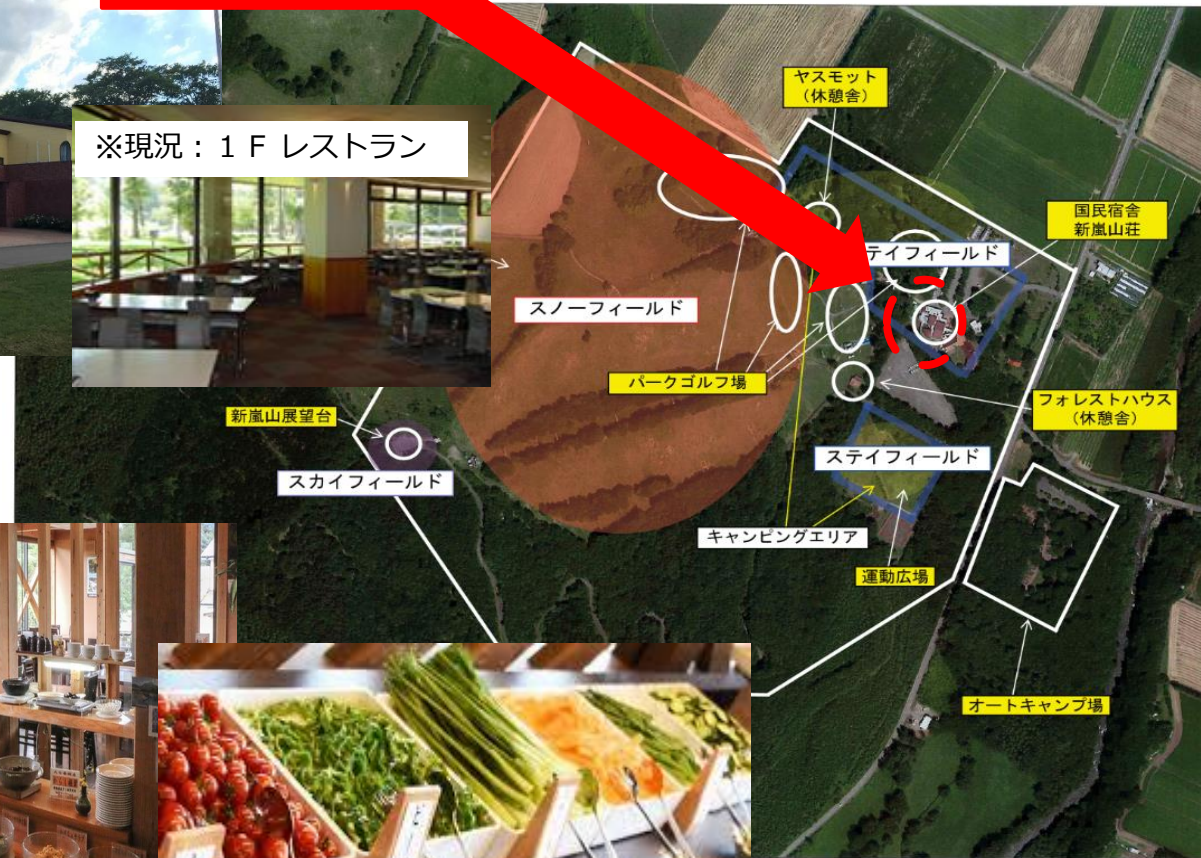 ※現況：１Ｆ レストラン
ヤスモット
（休憩舎）
国民宿舎
新嵐山荘
テイフィールド
スノーフィールド
パークゴルフ場
フォレストハウス
（休憩舎）
新嵐山展望台
スカイフィールド
ステイフィールド
キャンピングエリア
運動広場
オートキャンプ場